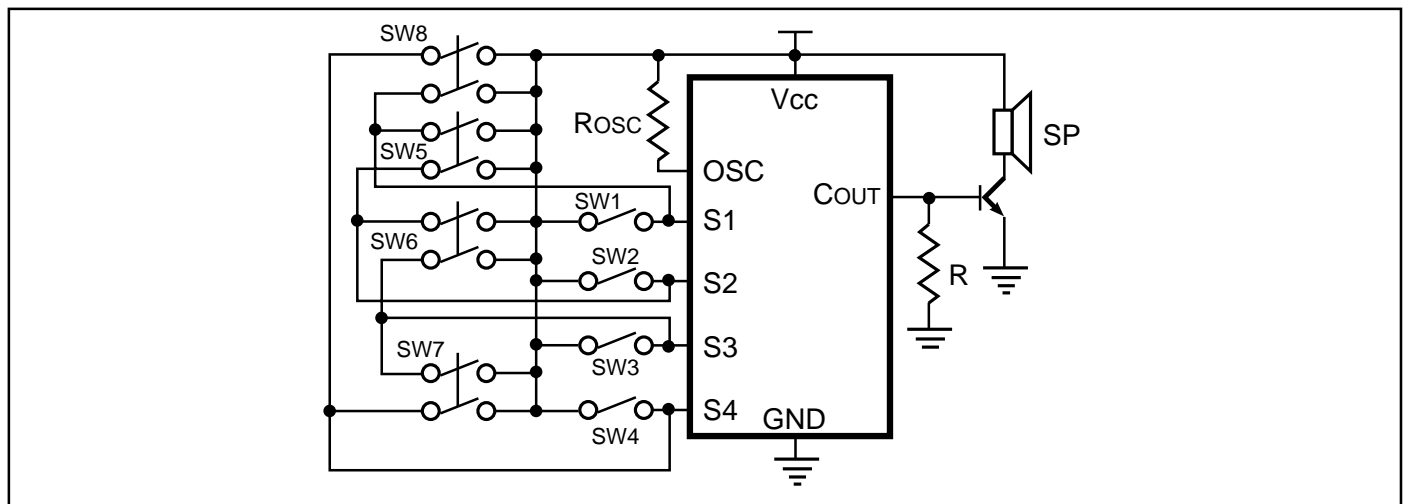 SW8
Vcc
ROSC
SP
SW5
OSC
COUT
SW1
S1
SW6
SW2
S2
R
SW7
S3
SW3
S4
GND
SW4